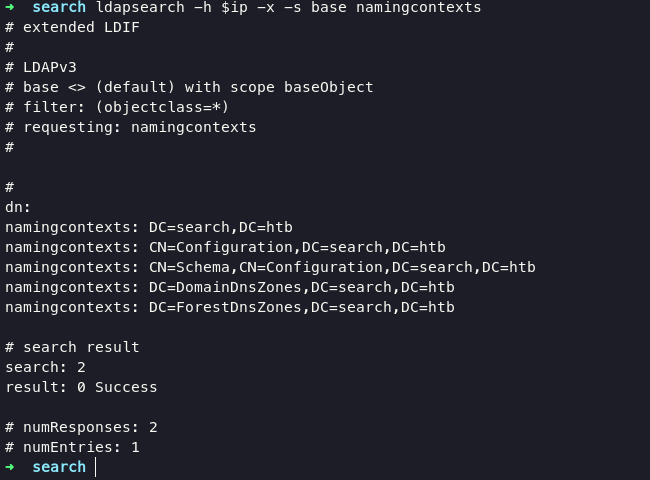 ➜  search ldapsearch -h $ip -x -s base namingcontexts
# extended LDIF
#
# LDAPv3
# base <> (default) with scope baseObject
# filter: (objectclass=*)
# requesting: namingcontexts
#

#
dn:
namingcontexts: DC=search,DC=htb
namingcontexts: CN=Configuration,DC=search,DC=htb
namingcontexts: CN=Schema,CN=Configuration,DC=search,DC=htb
namingcontexts: DC=DomainDnsZones,DC=search,DC=htb
namingcontexts: DC=ForestDnsZones,DC=search,DC=htb

# search result
search: 2
result: 0 Success

# numResponses: 2
# numEntries: 1
➜  search